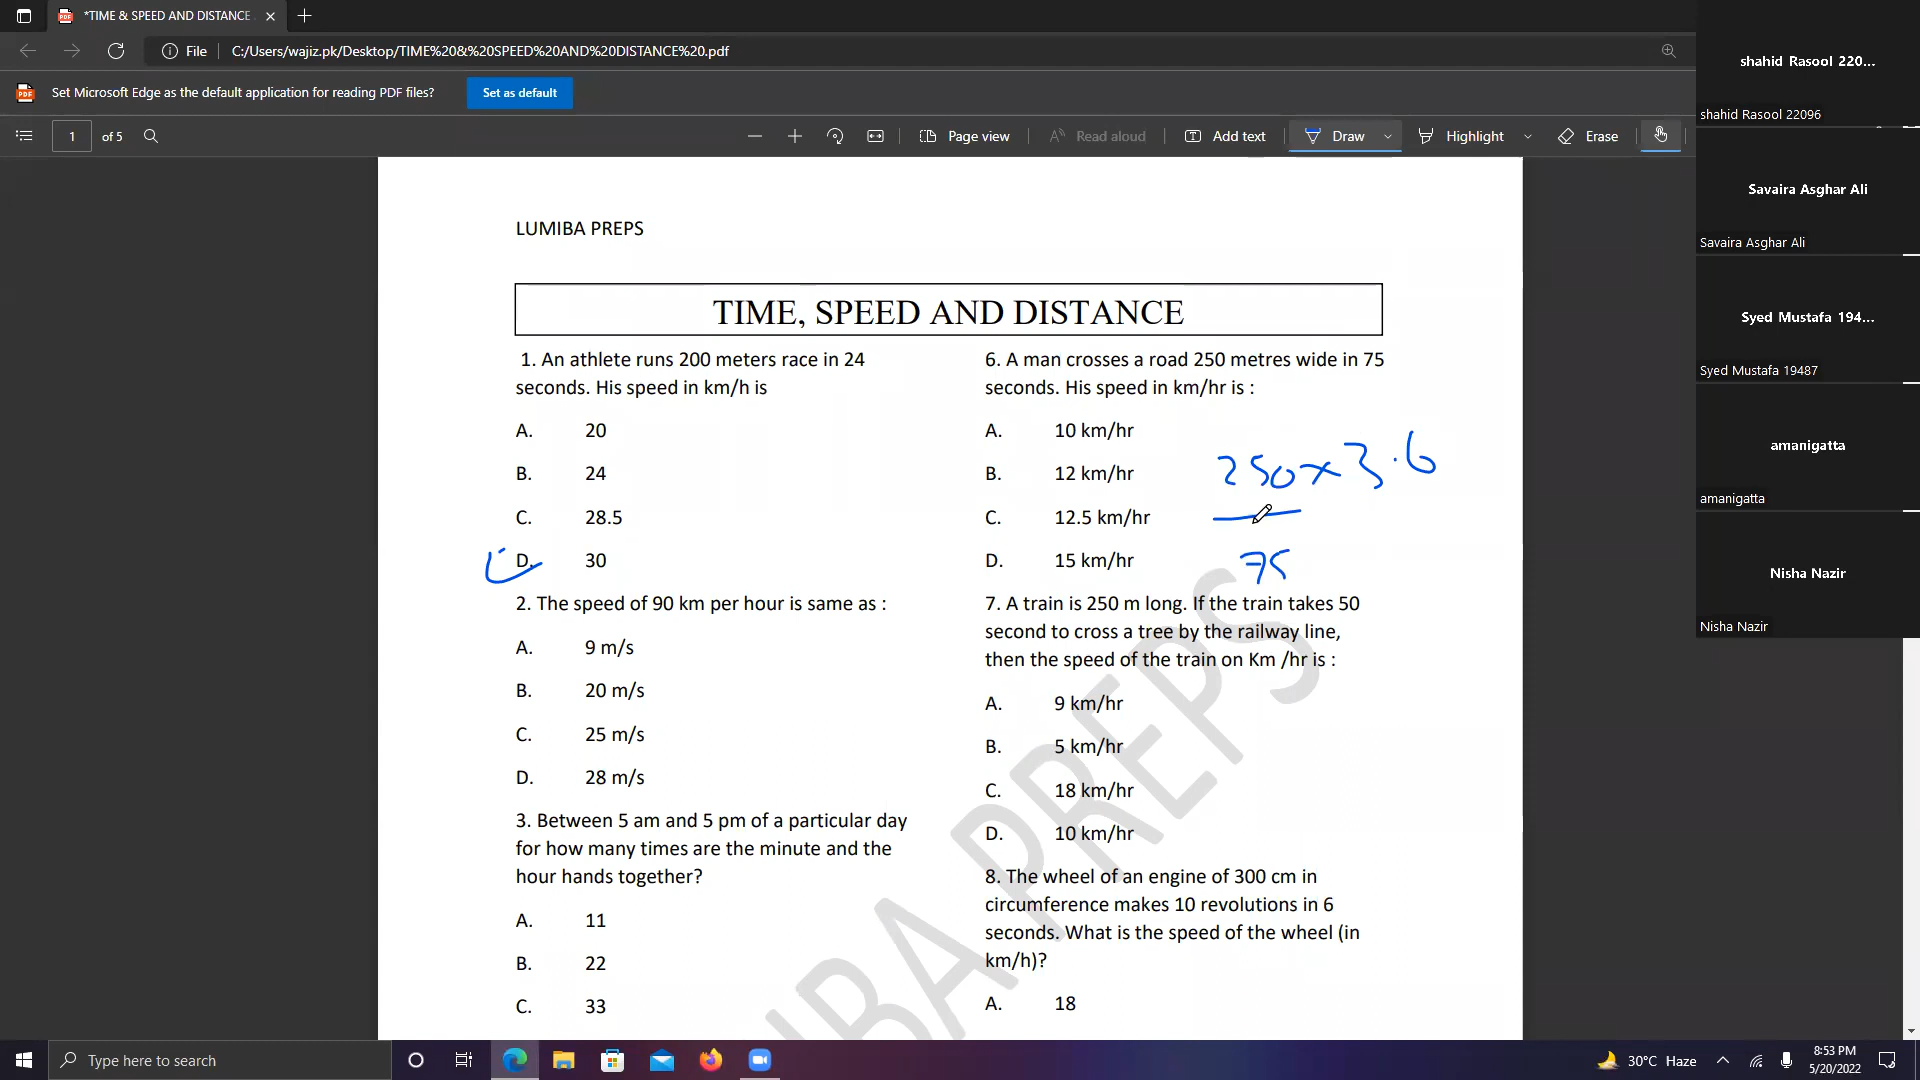 *TIME & SPEED AND DISTANCE
File
C:/Users/wajiz.pk/Desktop/TIME%20&%20SPEED%20AND%20DISTANCE%20.pdf
Set Microsoft Edge as the default application for reading PDF files?
Set as default
1 of 5
Page view
Read aloud
Add text
Draw
Highlight
Erase
LUMIBA PREPS
TIME, SPEED AND DISTANCE
1. An athlete runs 200 meters race in 24
seconds. His speed in km/h is
A. 20
B. 24
C. 28.5
D. 30
2. The speed of 90 km per hour is same as :
A. 9 m/s
B. 20 m/s
C. 25 m/s
D. 28 m/s
3. Between 5 am and 5 pm of a particular day
for how many times are the minute and the
hour hands together?
A. 11
B. 22
C. 33
6. A man crosses a road 250 metres wide in 75
seconds. His speed in km/hr is :
A. 10 km/hr
B. 12 km/hr
C. 12.5 km/hr
D. 15 km/hr
250 x 3.6
75
7. A train is 250 m long. If the train takes 50
second to cross a tree by the railway line,
then the speed of the train on Km /hr is :
A. 9 km/hr
B. 5 km/hr
C. 18 km/hr
D. 10 km/hr
8. The wheel of an engine of 300 cm in
circumference makes 10 revolutions in 6
seconds. What is the speed of the wheel (in
km/h)?
A. 18
IBA PREPS
shahid Rasool 220...
shahid Rasool 22096
Savaira Asghar Ali
Savaira Asghar Ali
Syed Mustafa 194...
Syed Mustafa 19487
amanigatta
amanigatta
Nisha Nazir
Nisha Nazir
Type here to search
30°C Haze
8:53 PM
5/20/2022